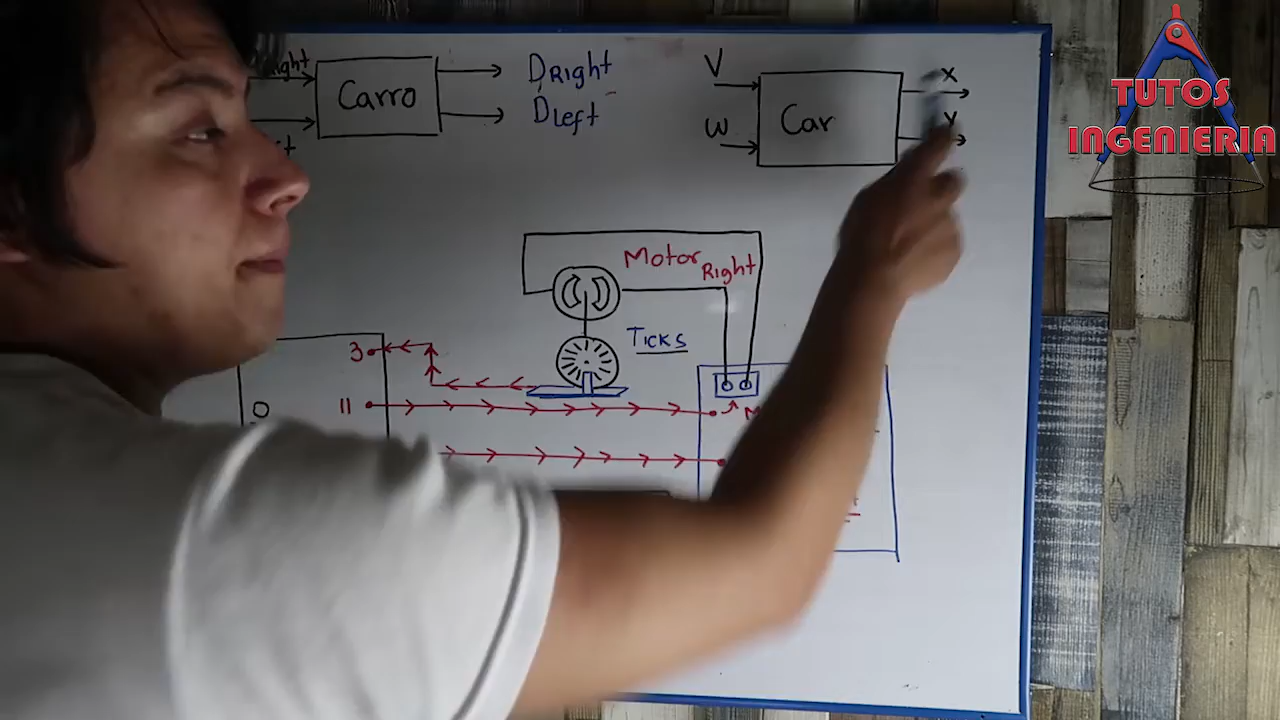 Carro
DRight
DLeft
V
W
Car
X
Y
TUTOS
INGENIERIA
Motor
Right
Ticks
3
11